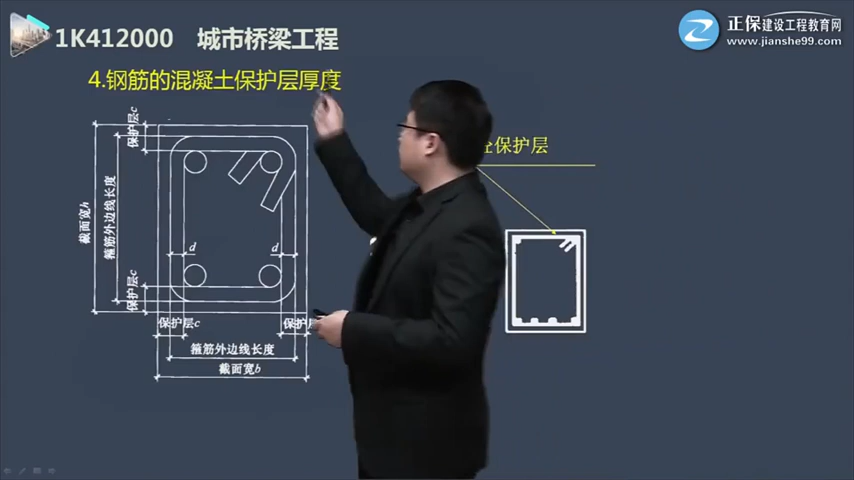 1K412000 城市桥梁工程
正保建设工程教育网
www.jianshe99.com
4.钢筋的混凝土保护层厚度
保护层c
保护层
截面宽h
箍筋外边线长度
d
d
保护层c
保护层c
保护层
箍筋外边线长度
截面宽b